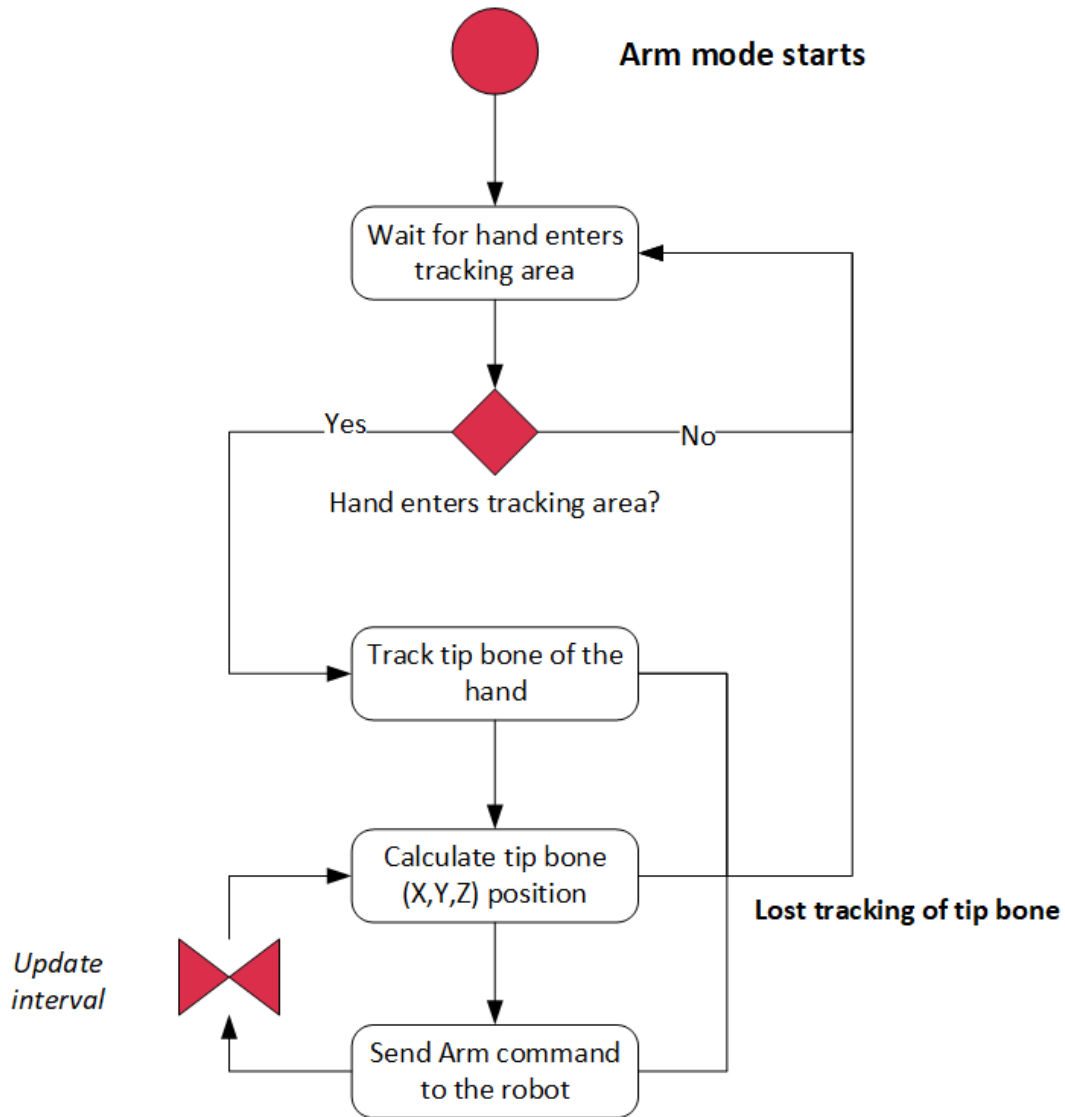 Arm mode starts
Wait for hand enters
tracking area
Yes
No
Hand enters tracking area?
Track tip bone of the
hand
Calculate tip bone
(X,Y,Z) position
Lost tracking of tip bone
Update
interval
Send Arm command
to the robot